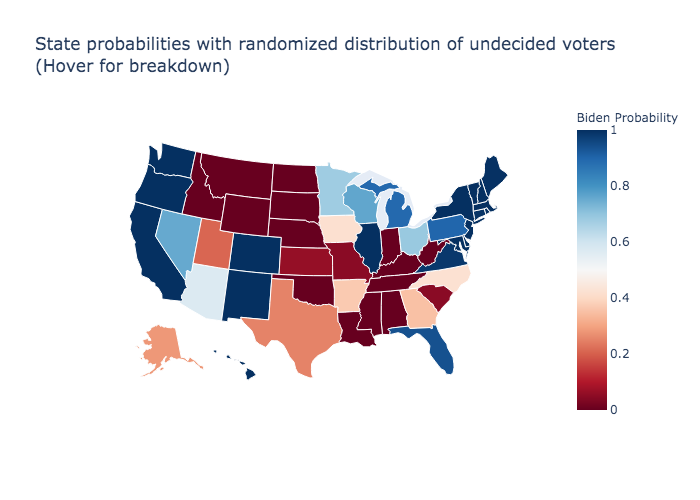 State probabilities with randomized distribution of undecided voters
(Hover for breakdown)
Biden Probability
1
0.8
0.6
0.4
0.2
0